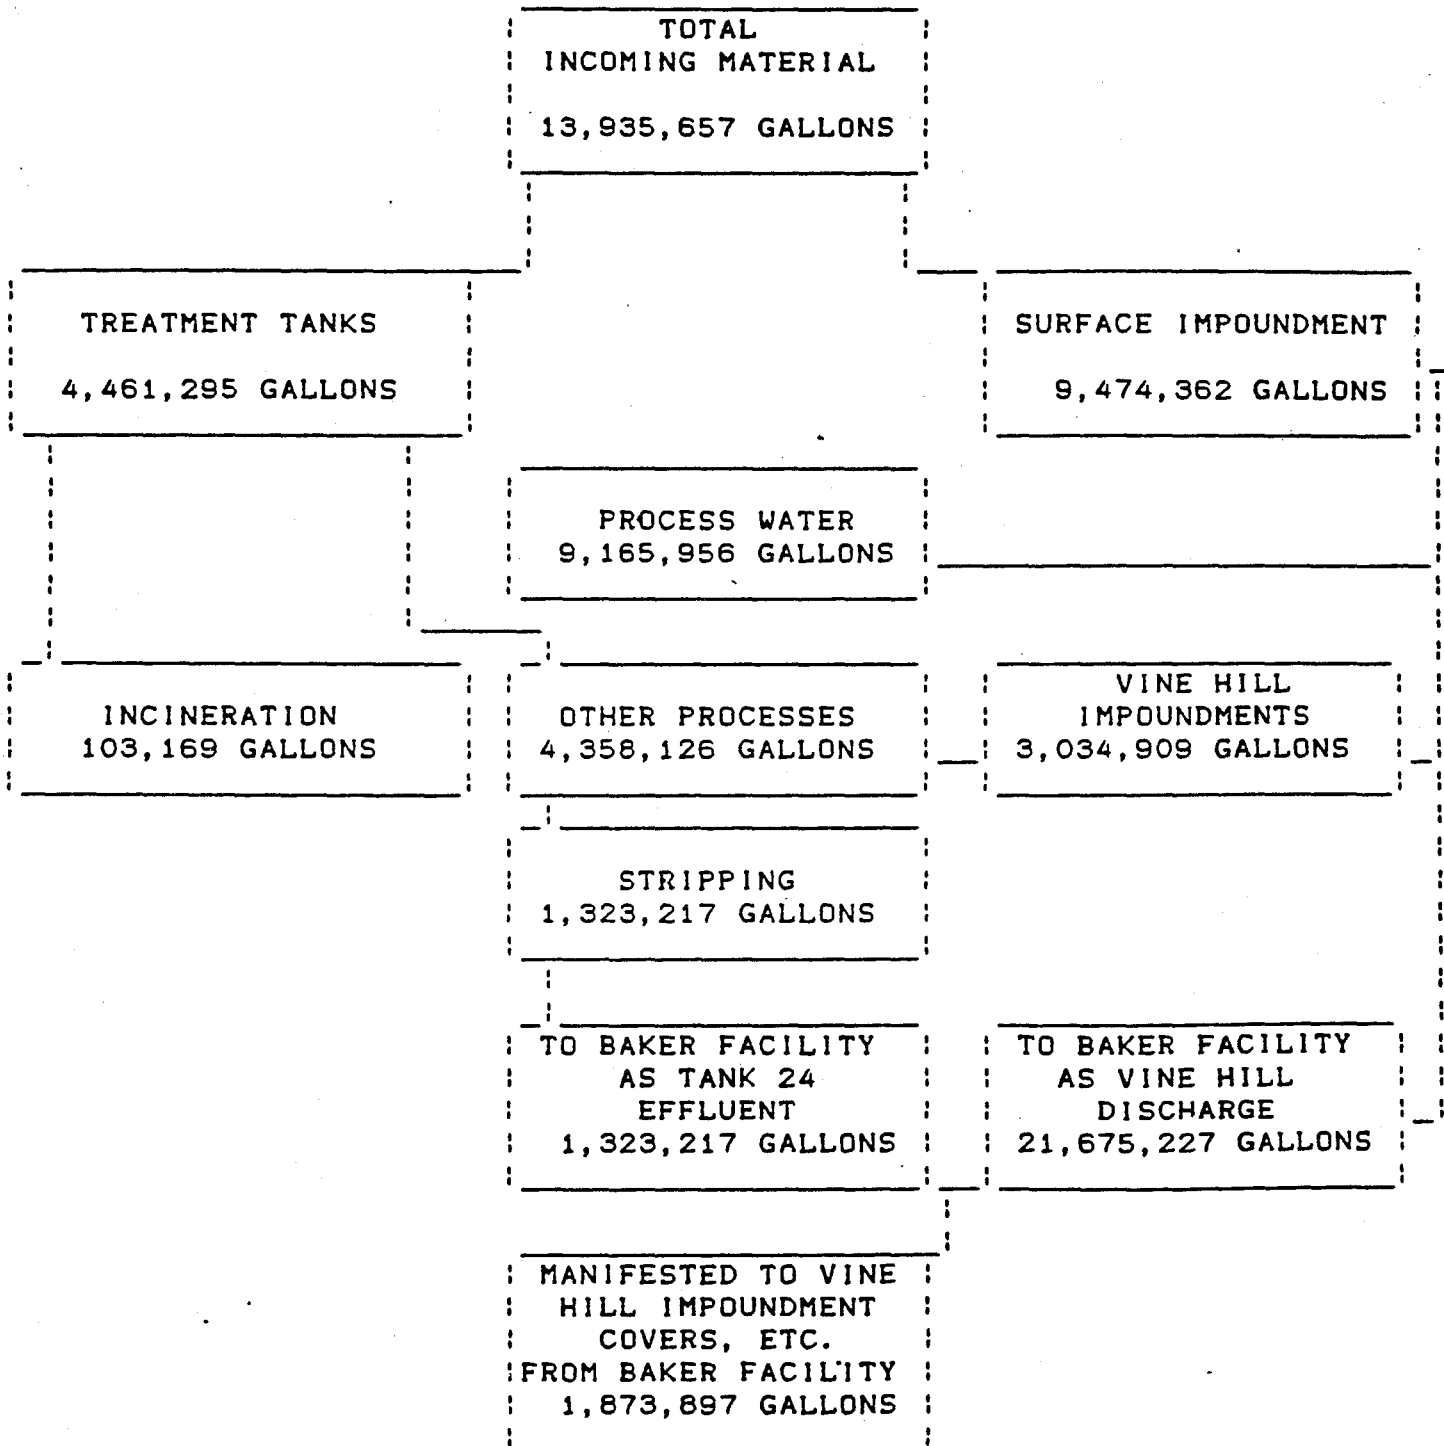 TOTAL
INCOMING MATERIAL
13,935,657 GALLONS
TREATMENT TANKS
4,461,295 GALLONS
SURFACE IMPOUNDMENT
9,474,362 GALLONS
PROCESS WATER
9,165,956 GALLONS
INCINERATION
103,169 GALLONS
OTHER PROCESSES
4,358,126 GALLONS
VINE HILL
IMPOUNDMENTS
3,034,909 GALLONS
STRIPPING
1,323,217 GALLONS
TO BAKER FACILITY
AS TANK 24
EFFLUENT
1,323,217 GALLONS
TO BAKER FACILITY
AS VINE HILL
DISCHARGE
21,675,227 GALLONS
MANIFESTED TO VINE
HILL IMPOUNDMENT
COVERS, ETC.
FROM BAKER FACILITY
1,873,897 GALLONS